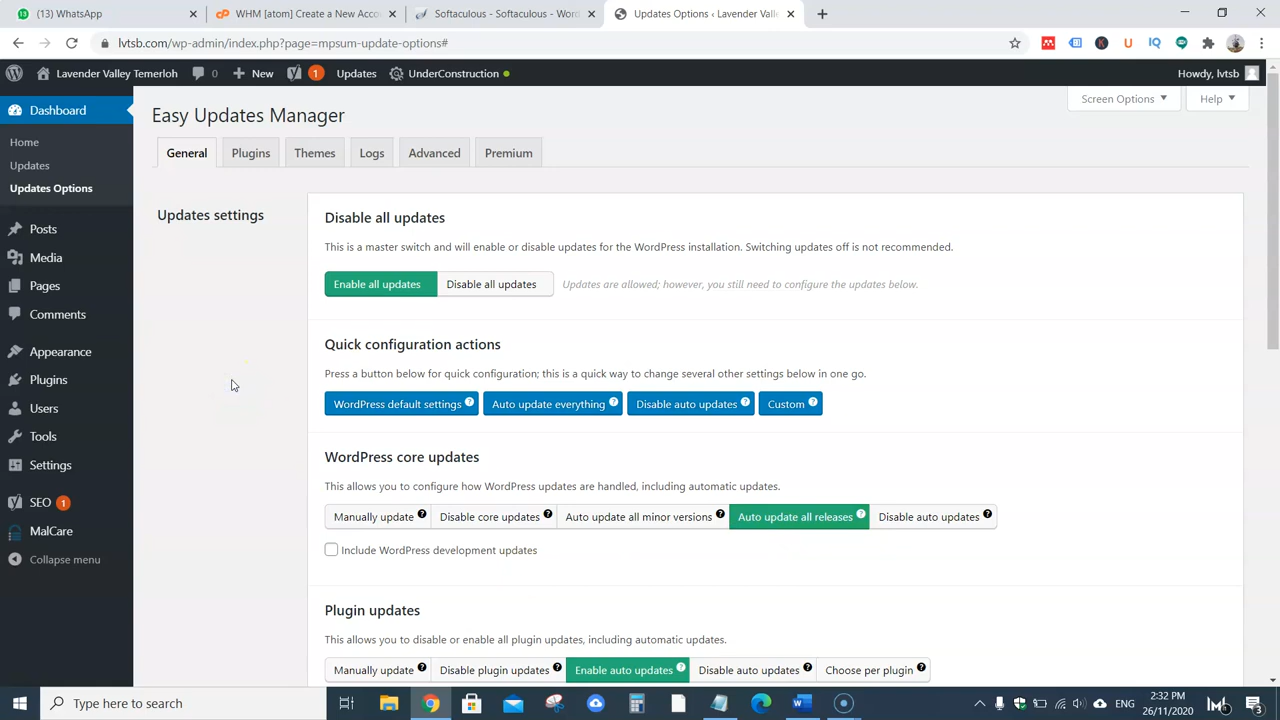 (13) WhatsApp
WHM [atom] Create a New Acco
Softaculous - Softaculous - Wor
Updates Options ‹ Lavender Vall
lvtsb.com/wp-admin/index.php?page=mpsum-update-options#
Lavender Valley Temerloh 0 New 1 Updates UnderConstruction
Howdy, lvtsb
Dashboard
Home
Updates
Updates Options
Posts
Media
Pages
Comments
Appearance
Plugins
Users
Tools
Settings
SEO 1
MalCare
Collapse menu
Screen Options Help
Easy Updates Manager
General Plugins Themes Logs Advanced Premium
Updates settings
Disable all updates
This is a master switch and will enable or disable updates for the WordPress installation. Switching updates off is not recommended.
Enable all updates Disable all updates Updates are allowed; however, you still need to configure the updates below.
Quick configuration actions
Press a button below for quick configuration; this is a quick way to change several other settings below in one go.
WordPress default settings ? Auto update everything ? Disable auto updates ? Custom ?
WordPress core updates
This allows you to configure how WordPress updates are handled, including automatic updates.
Manually update ? Disable core updates ? Auto update all minor versions ? Auto update all releases ? Disable auto updates ?
Include WordPress development updates
Plugin updates
This allows you to disable or enable all plugin updates, including automatic updates.
Manually update ? Disable plugin updates ? Enable auto updates ? Disable auto updates ? Choose per plugin ?
Type here to search
ENG
2:32 PM
26/11/2020
3